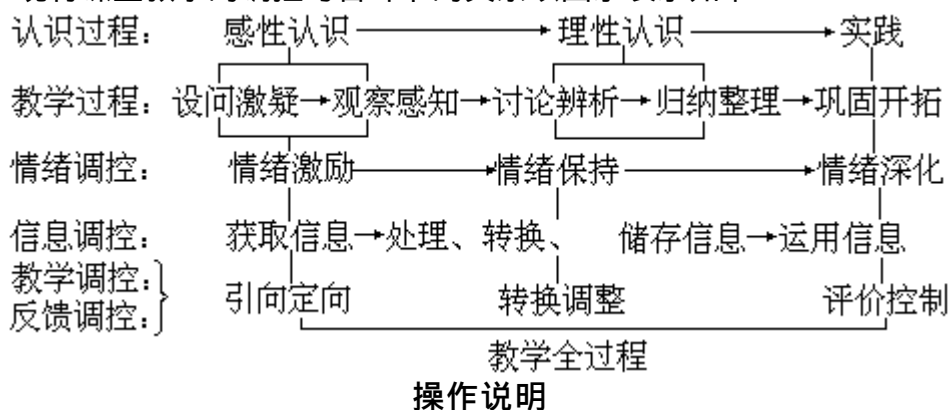 认识过程：感性认识→理性认识→实践
教学过程：设问激疑→观察感知→讨论辨析→归纳整理→巩固开拓
情绪调控：情绪激励→情绪保持→情绪深化
信息调控：获取信息→处理、转换、储存信息→运用信息
教学调控：
反馈调控：
引向定向 转换调整 评价控制
教学全过程
操作说明